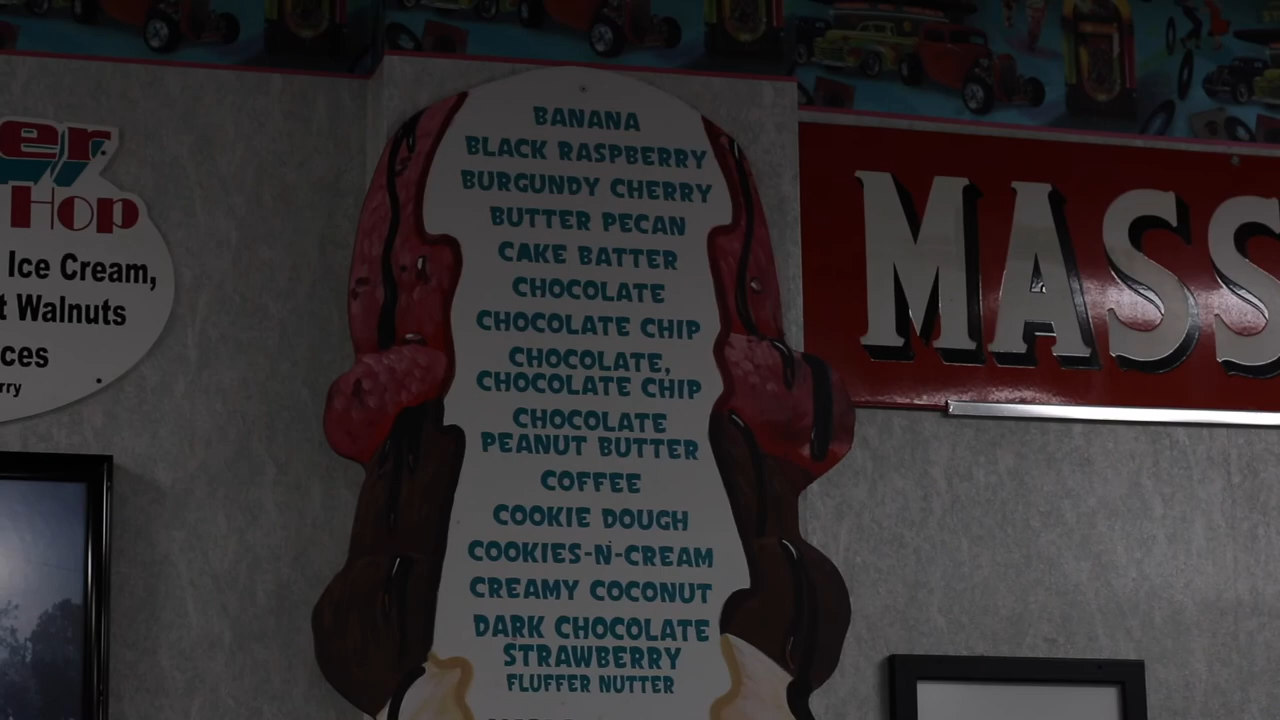 er
Hop
Ice Cream,
t Walnuts
ces
rry
BANANA
BLACK RASPBERRY
BURGUNDY CHERRY
BUTTER PECAN
CAKE BATTER
CHOCOLATE
CHOCOLATE CHIP
CHOCOLATE,
CHOCOLATE CHIP
CHOCOLATE
PEANUT BUTTER
COFFEE
COOKIE DOUGH
COOKIES-N-CREAM
CREAMY COCONUT
DARK CHOCOLATE
STRAWBERRY
FLUFFER NUTTER
MASS